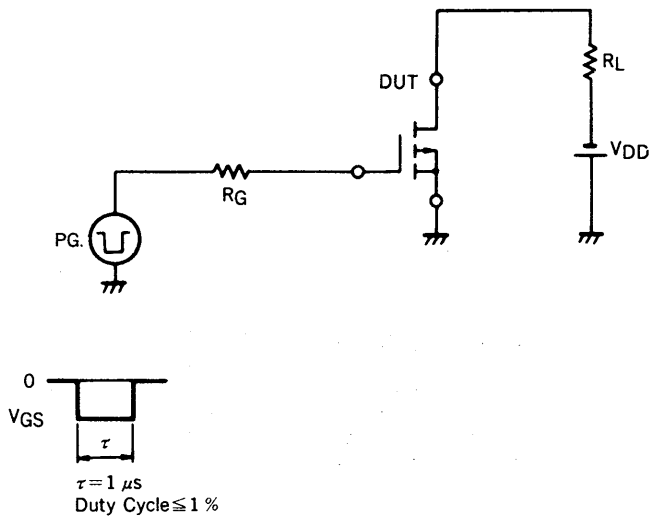 DUT
RL
VDD
RG
PG.
0
VGS
τ
τ=1 μs
Duty Cycle≦1 %